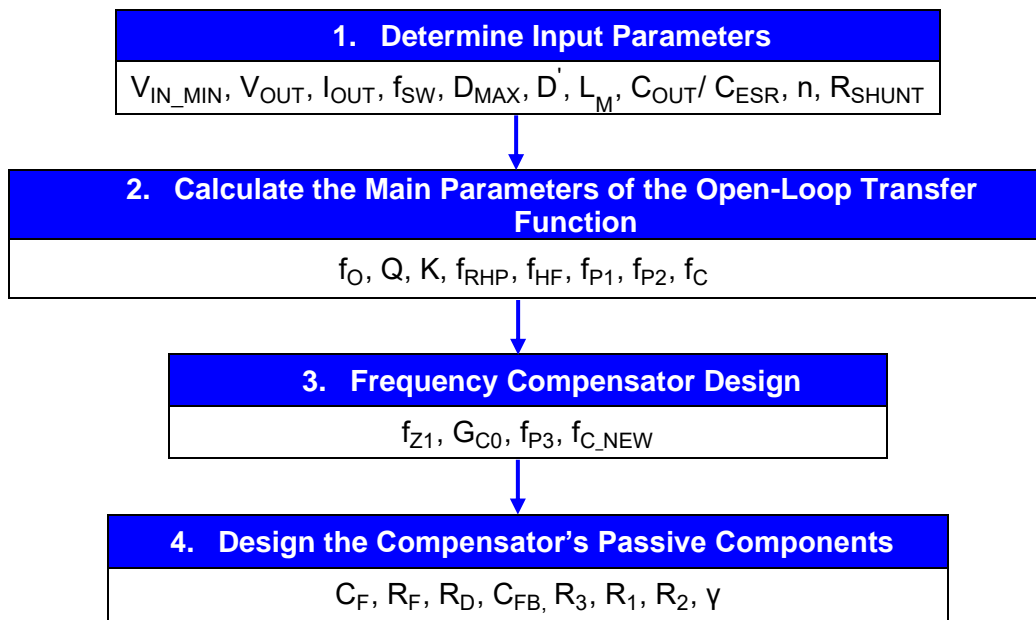 1. Determine Input Parameters
V_IN_MIN, V_OUT, I_OUT, f_SW, D_MAX, D', L_M, C_OUT/ C_ESR, n, R_SHUNT
2. Calculate the Main Parameters of the Open-Loop Transfer
Function
f_O, Q, K, f_RHP, f_HF, f_P1, f_P2, f_C
3. Frequency Compensator Design
f_Z1, G_C0, f_P3, f_C_NEW
4. Design the Compensator’s Passive Components
C_F, R_F, R_D, C_FB, R_3, R_1, R_2, γ